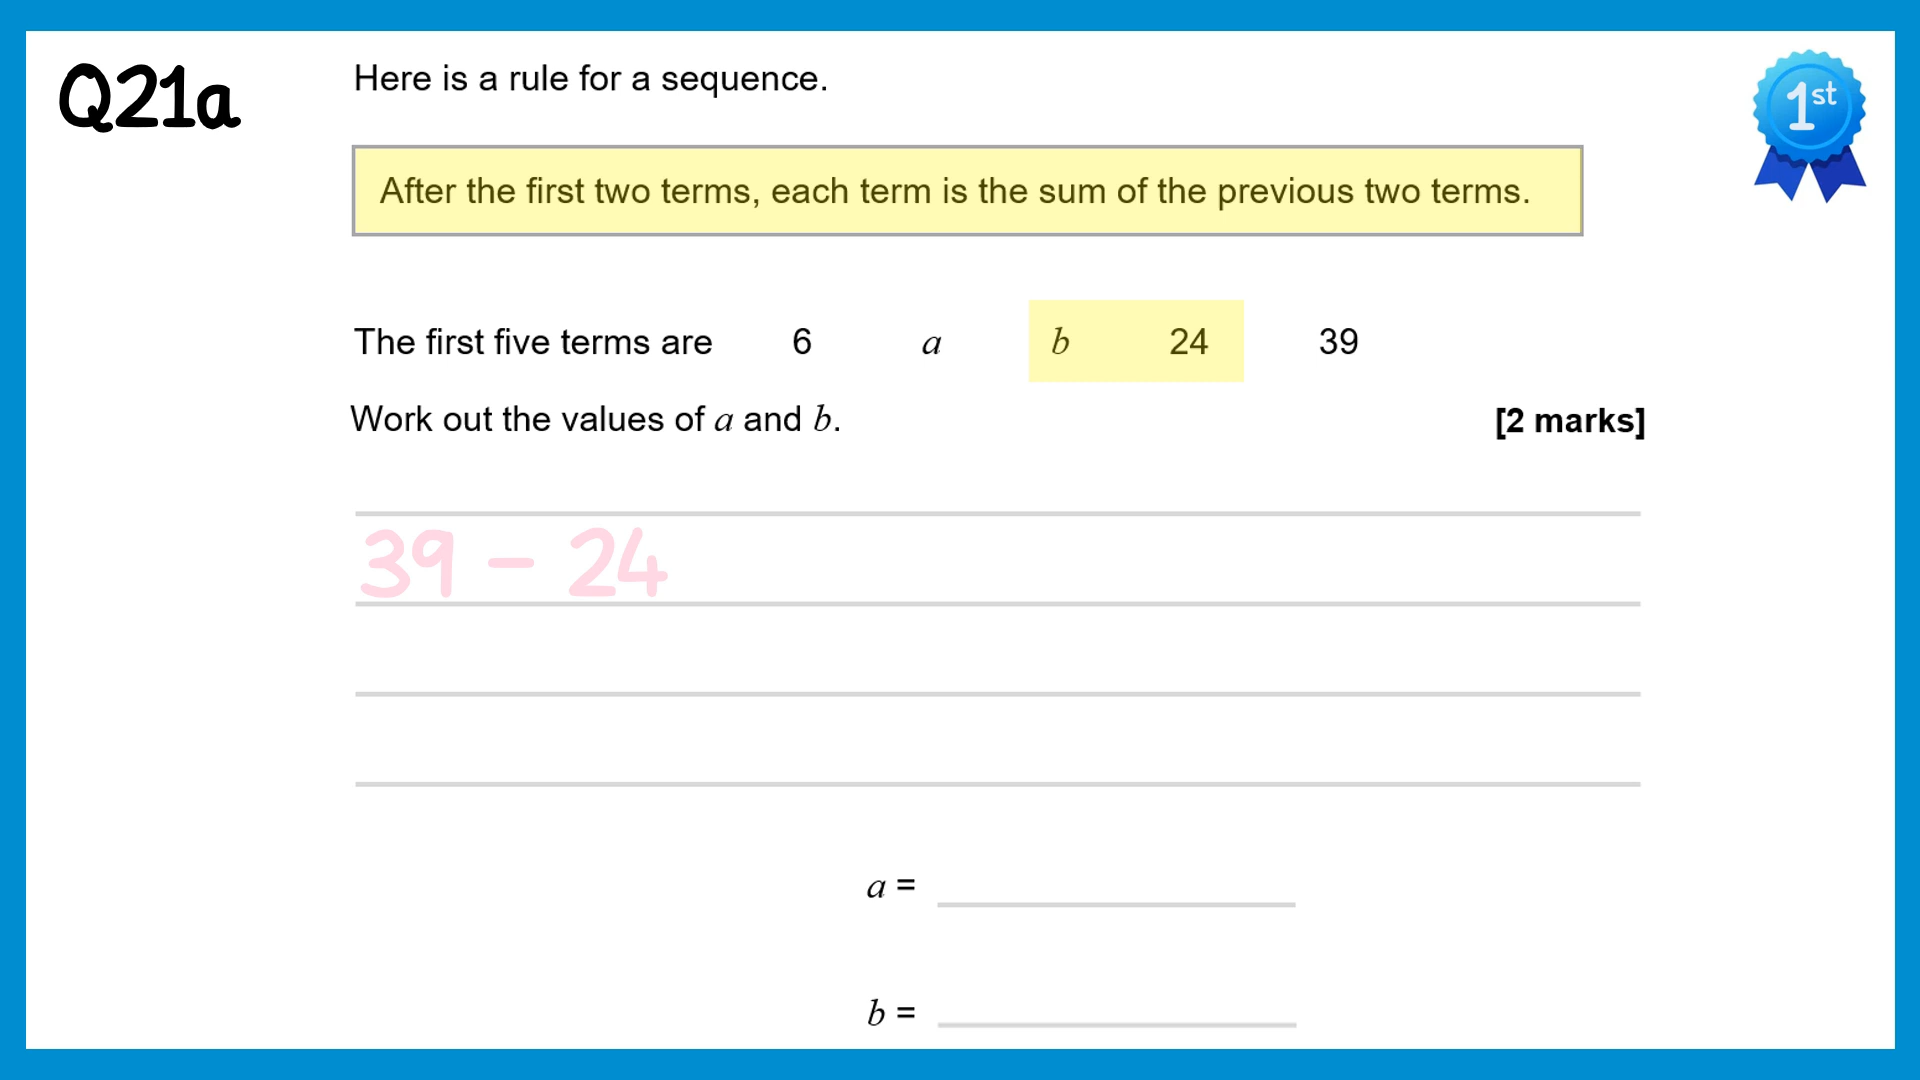 Q21a
Here is a rule for a sequence.
1st
After the first two terms, each term is the sum of the previous two terms.
The first five terms are 6 a b 24 39
Work out the values of a and b.
[2 marks]
39 – 24
a =
b =